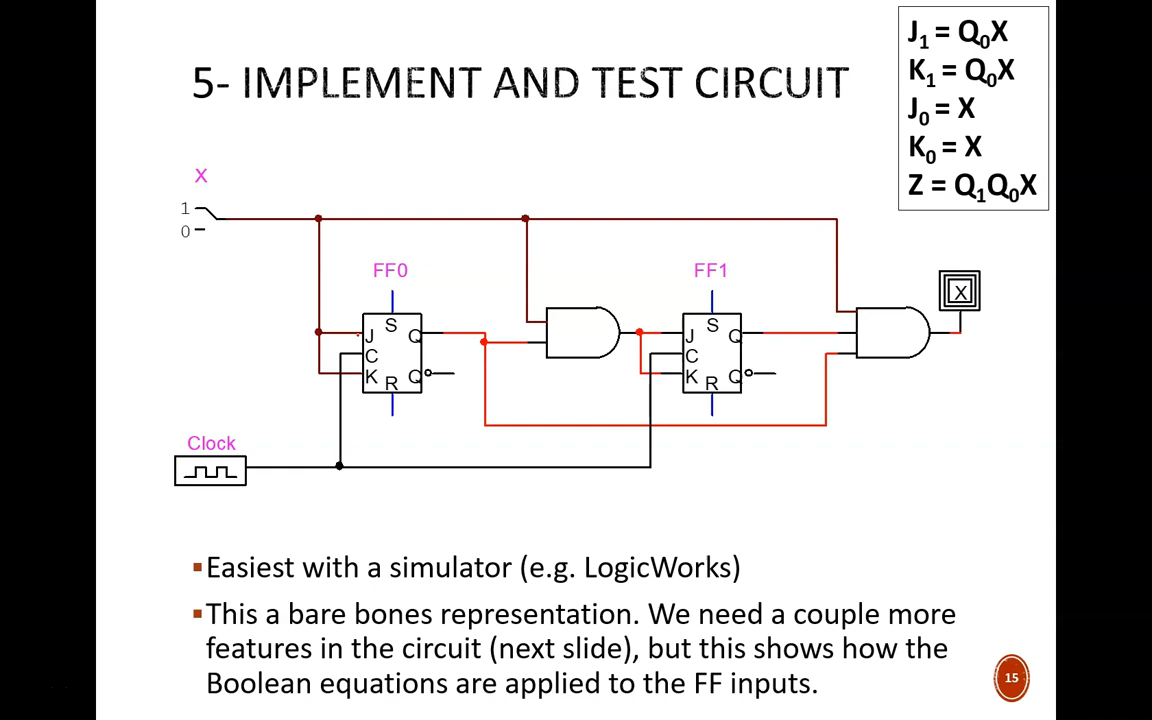 J₁ = Q₀X
K₁ = Q₀X
J₀ = X
K₀ = X
Z = Q₁Q₀X
5- IMPLEMENT AND TEST CIRCUIT
X
1
0
FF0
FF1
S
J Q
C
K R Q
S
J Q
C
K R Q
X
Clock
▪Easiest with a simulator (e.g. LogicWorks)
▪This a bare bones representation. We need a couple more
features in the circuit (next slide), but this shows how the
Boolean equations are applied to the FF inputs.
15